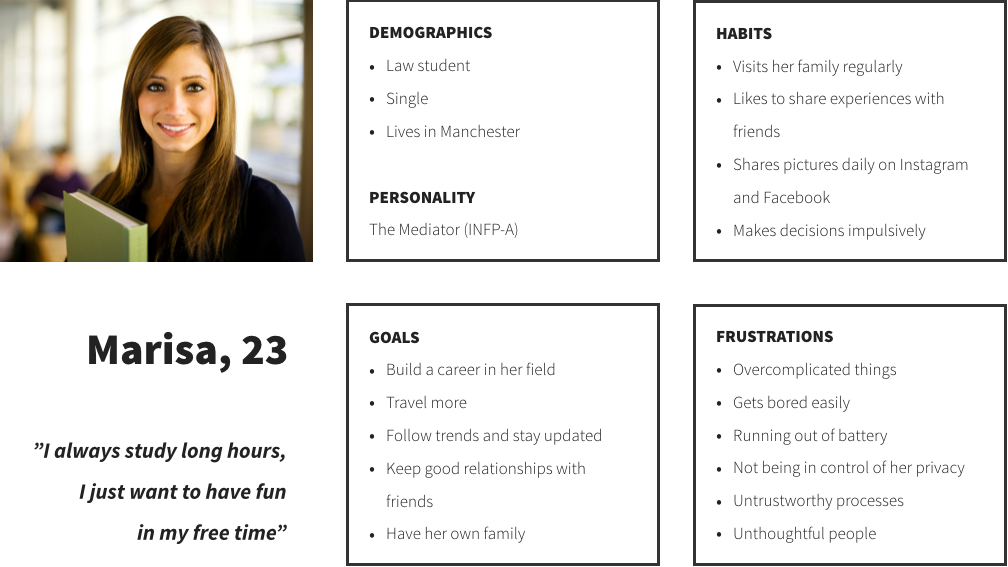 DEMOGRAPHICS
• Law student
• Single
• Lives in Manchester
PERSONALITY
The Mediator (INFP-A)
HABITS
• Visits her family regularly
• Likes to share experiences with
friends
• Shares pictures daily on Instagram
and Facebook
• Makes decisions impulsively
Marisa, 23
”I always study long hours,
I just want to have fun
in my free time”
GOALS
• Build a career in her field
• Travel more
• Follow trends and stay updated
• Keep good relationships with
friends
• Have her own family
FRUSTRATIONS
• Overcomplicated things
• Gets bored easily
• Running out of battery
• Not being in control of her privacy
• Untrustworthy processes
• Unthoughtful people